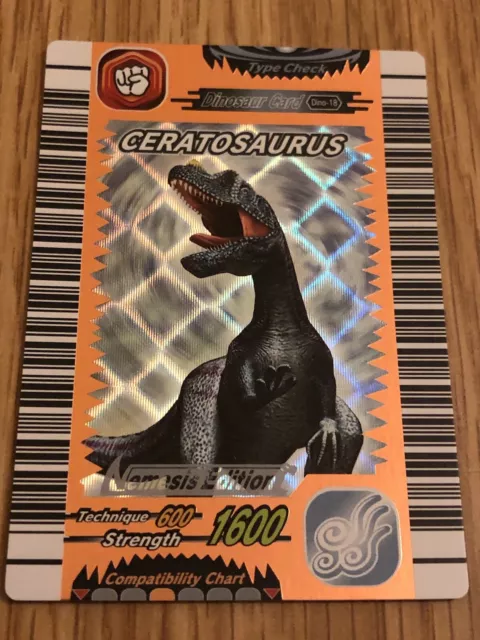 Type Check
Dinosaur Card Dino-18
CERATOSAURUS
Nemesis Edition
Technique 600
Strength 1600
Compatibility Chart